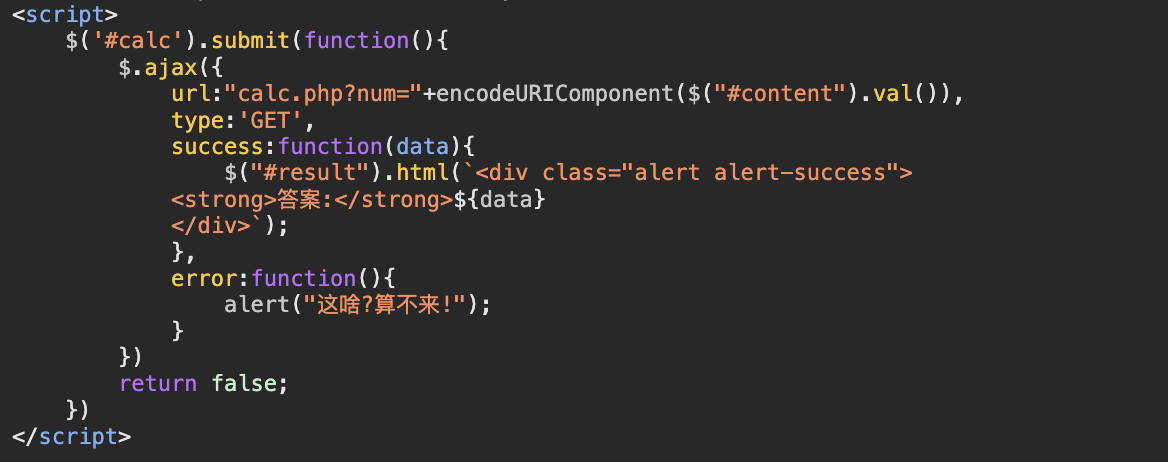 <script>
    $('#calc').submit(function(){
        $.ajax({
            url:"calc.php?num="+encodeURIComponent($("#content").val()),
            type:'GET',
            success:function(data){
                $("#result").html(`<div class="alert alert-success">
            <strong>答案:</strong>${data}
            </div>`);
            },
            error:function(){
                alert("这啥?算不来!");
            }
        })
        return false;
    })
</script>